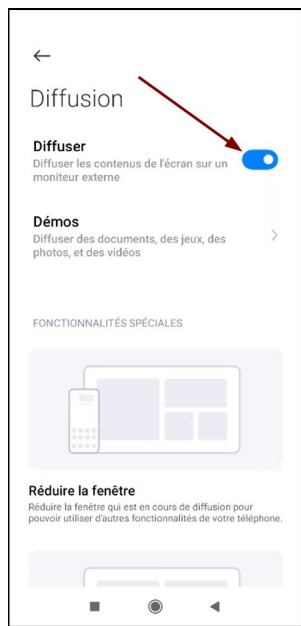 Diffusion
Diffuser
Diffuser les contenus de l'écran sur un
moniteur externe
Démos
Diffuser des documents, des jeux, des
photos, et des vidéos
FONCTIONNALITÉS SPÉCIALES
Réduire la fenêtre
Réduire la fenêtre qui est en cours de diffusion pour
pouvoir utiliser d'autres fonctionnalités de votre téléphone.